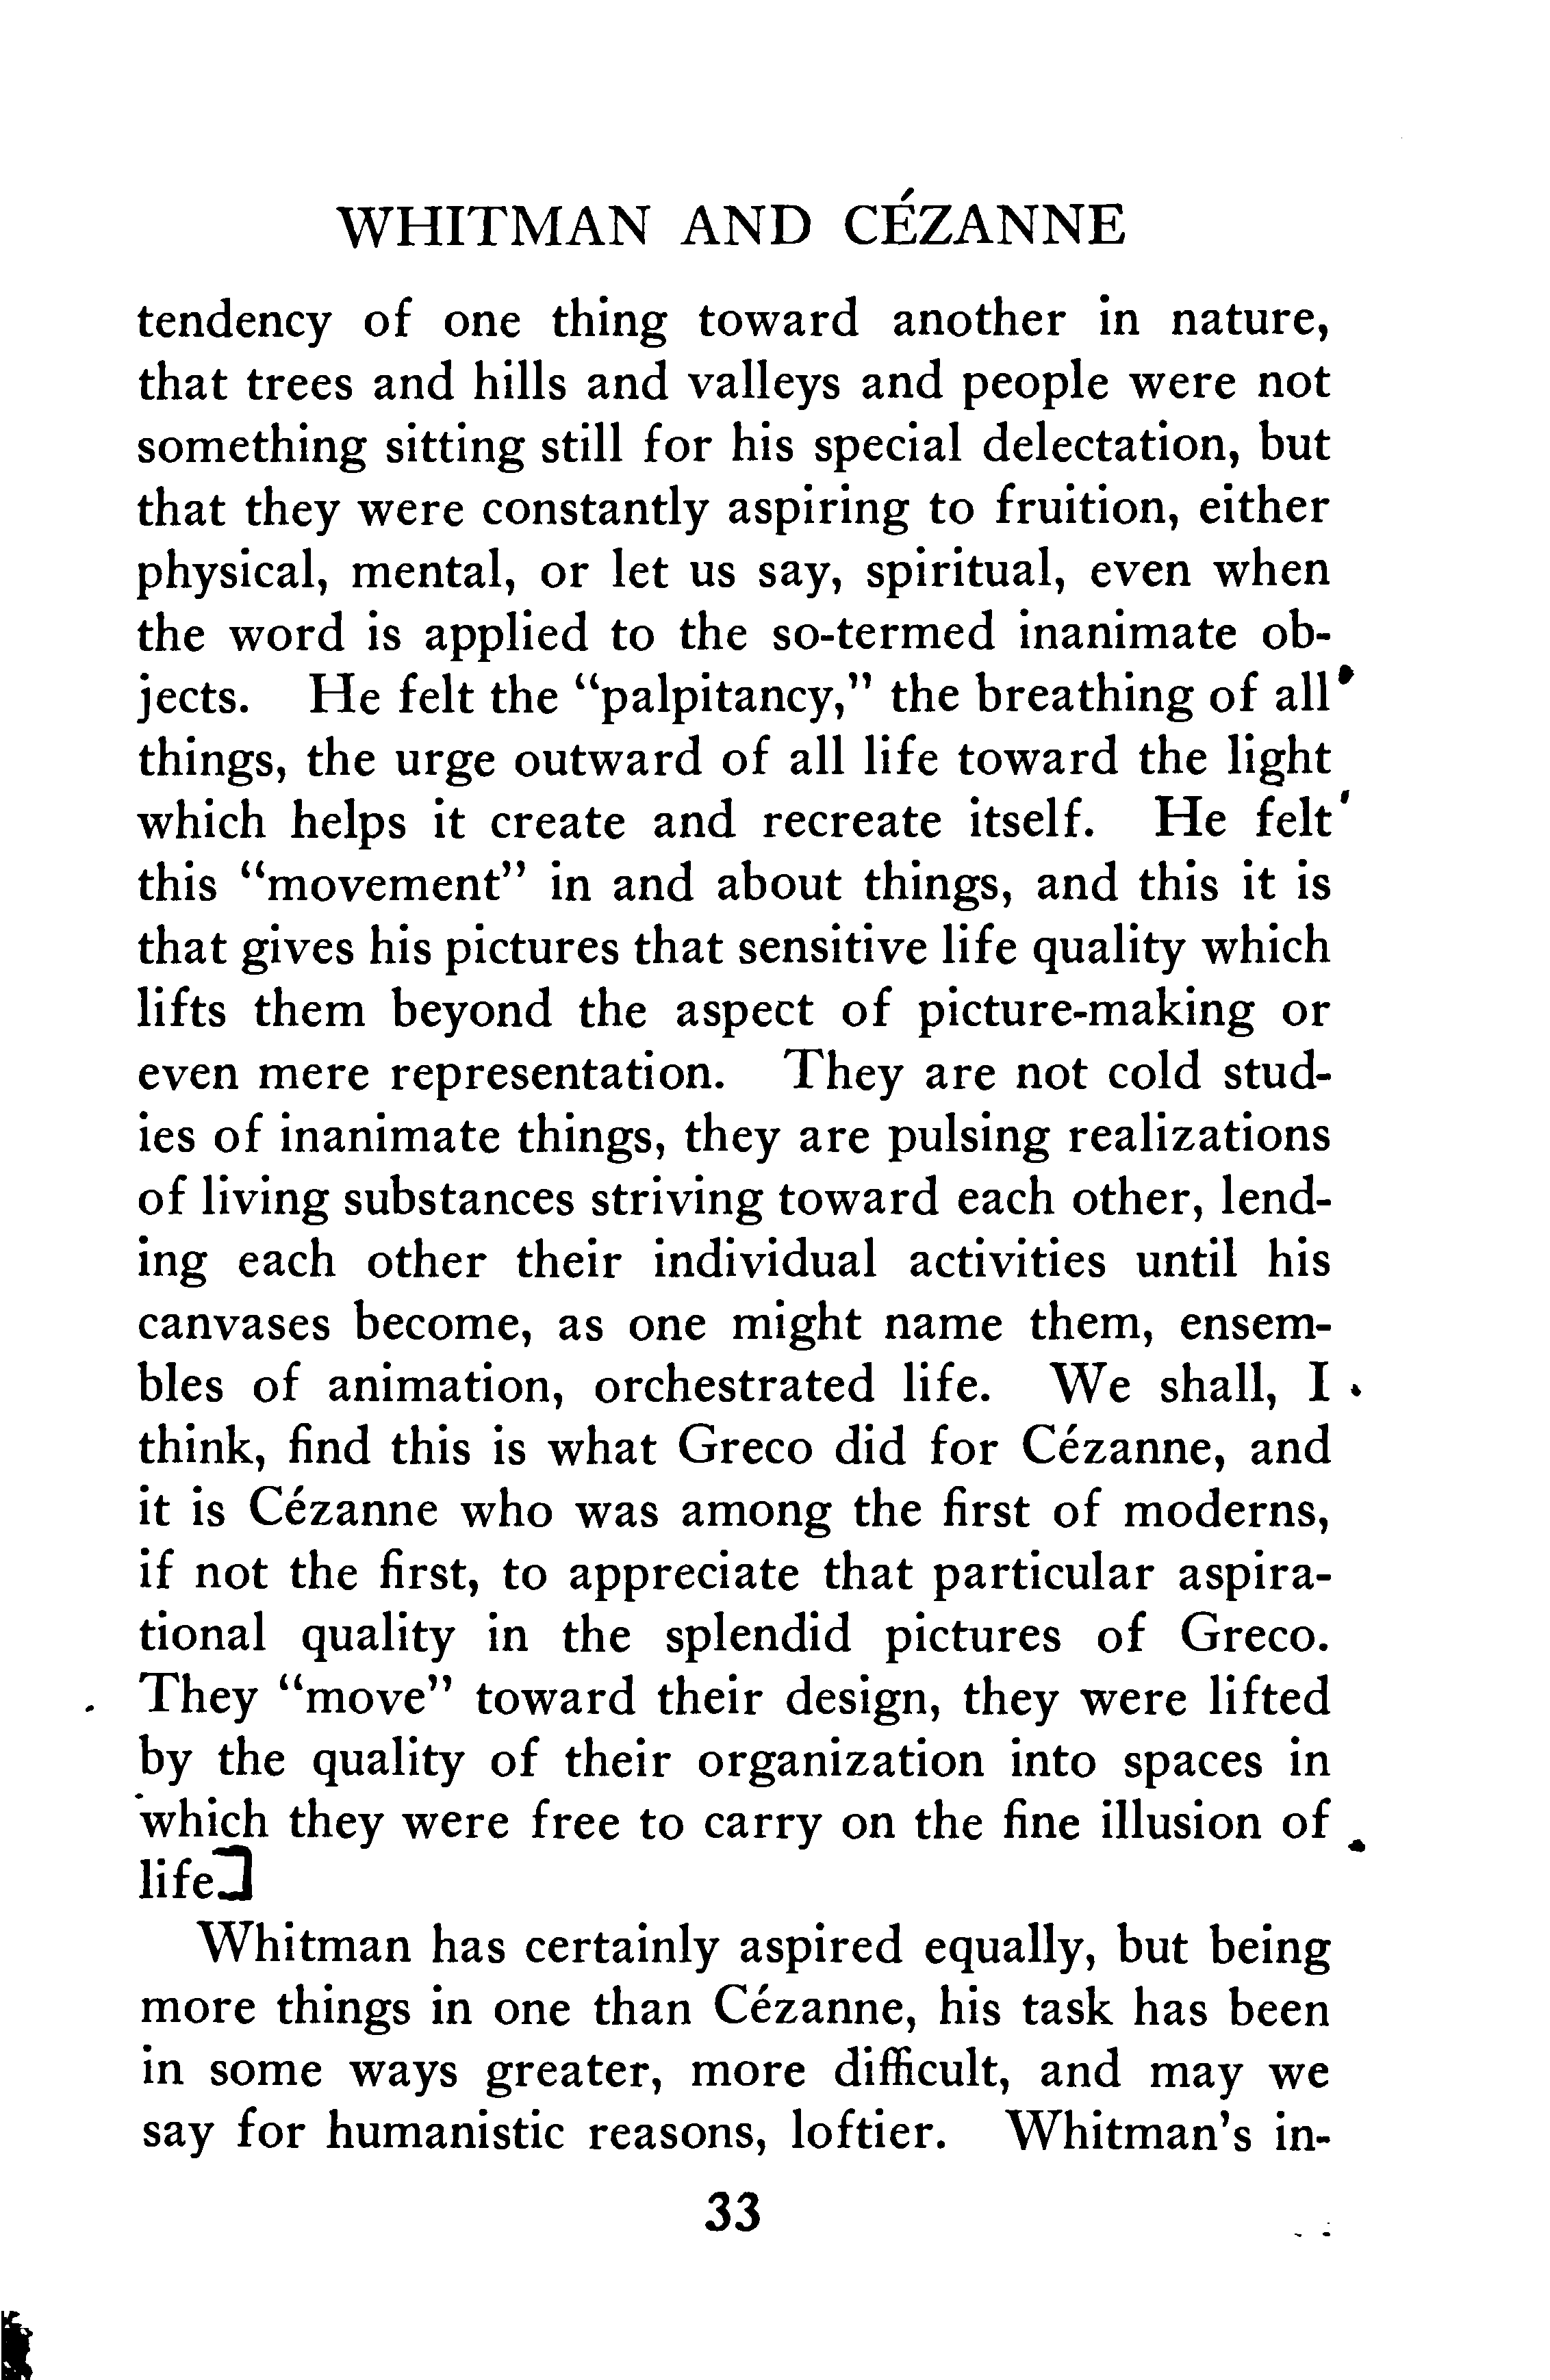 WHITMAN AND CÉZANNE
tendency of one thing toward another in nature,
that trees and hills and valleys and people were not
something sitting still for his special delectation, but
that they were constantly aspiring to fruition, either
physical, mental, or let us say, spiritual, even when
the word is applied to the so-termed inanimate ob-
jects. He felt the “palpitancy,” the breathing of all
things, the urge outward of all life toward the light
which helps it create and recreate itself. He felt
this “movement” in and about things, and this it is
that gives his pictures that sensitive life quality which
lifts them beyond the aspect of picture-making or
even mere representation. They are not cold stud-
ies of inanimate things, they are pulsing realizations
of living substances striving toward each other, lend-
ing each other their individual activities until his
canvases become, as one might name them, ensem-
bles of animation, orchestrated life. We shall, I
think, find this is what Greco did for Cézanne, and
it is Cézanne who was among the first of moderns,
if not the first, to appreciate that particular aspira-
tional quality in the splendid pictures of Greco.
They “move” toward their design, they were lifted
by the quality of their organization into spaces in
which they were free to carry on the fine illusion of
life.]
Whitman has certainly aspired equally, but being
more things in one than Cézanne, his task has been
in some ways greater, more difficult, and may we
say for humanistic reasons, loftier. Whitman's in-
33